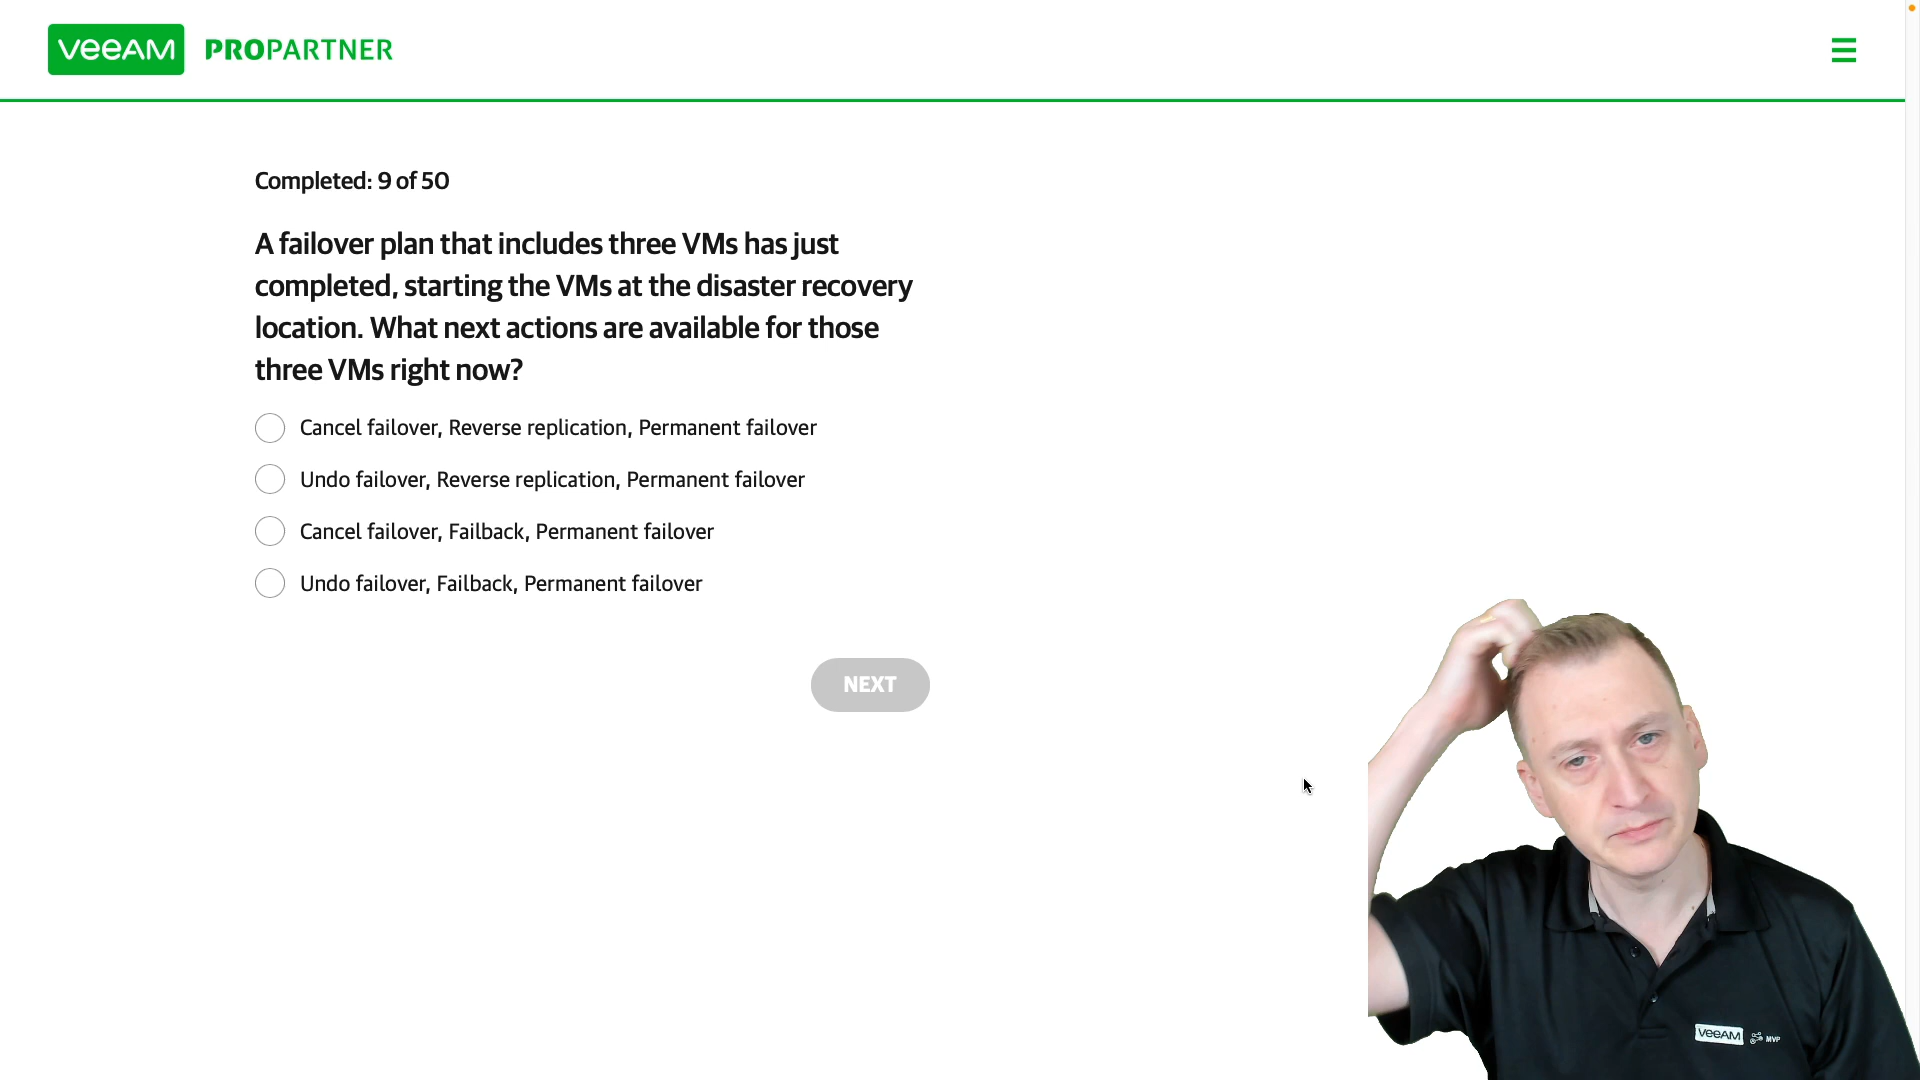 veeAM PROPARTNER
Completed: 9 of 50
A failover plan that includes three VMs has just
completed, starting the VMs at the disaster recovery
location. What next actions are available for those
three VMs right now?
Cancel failover, Reverse replication, Permanent failover
Undo failover, Reverse replication, Permanent failover
Cancel failover, Failback, Permanent failover
Undo failover, Failback, Permanent failover
NEXT
veeAM MVP